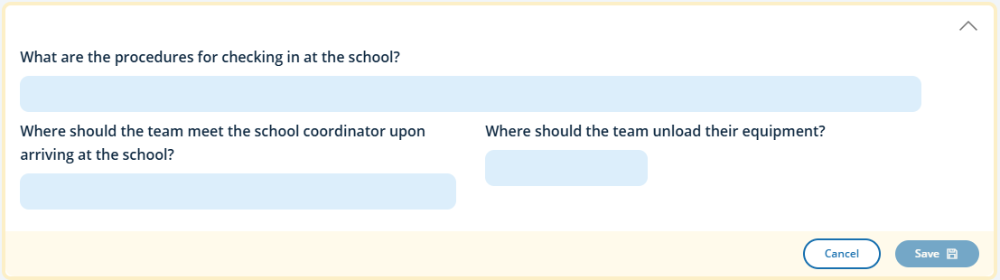 What are the procedures for checking in at the school?
Where should the team meet the school coordinator upon
arriving at the school?
Where should the team unload their equipment?
Cancel
Save